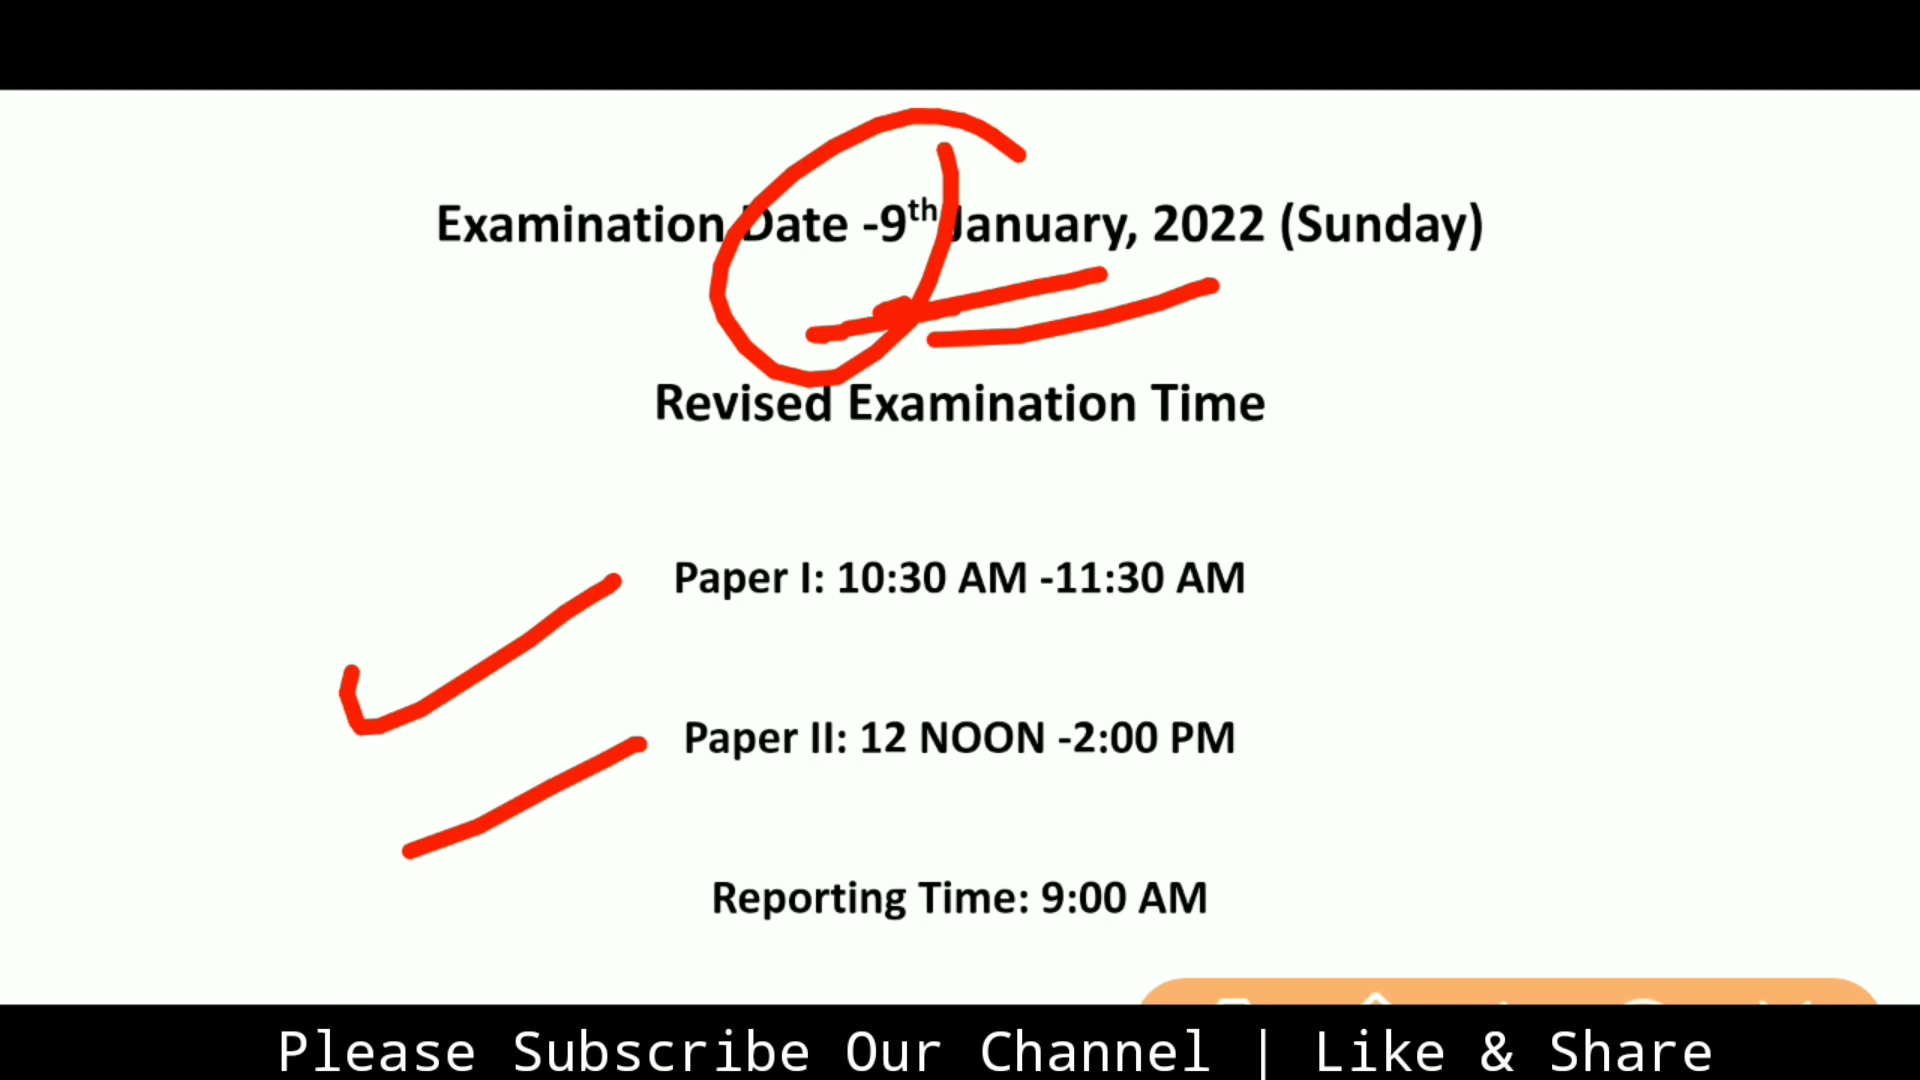 Examination Date -9th January, 2022 (Sunday)
Revised Examination Time
Paper I: 10:30 AM -11:30 AM
Paper II: 12 NOON -2:00 PM
Reporting Time: 9:00 AM
Please Subscribe Our Channel | Like & Share